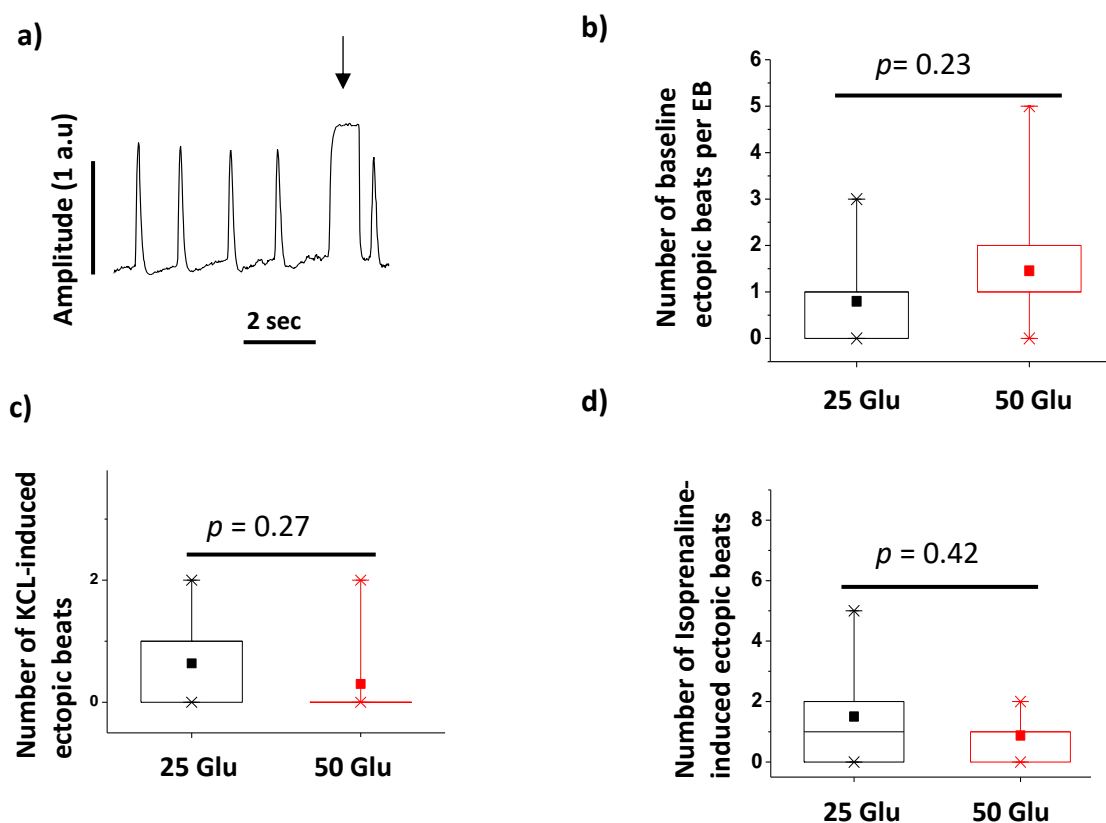 a)
Amplitude (1 a.u)
2 sec
b)
Number of baseline
ectopic beats per EB
6
5
4
3
2
1
0
p= 0.23
25 Glu
50 Glu
c)
Number of KCL-induced
ectopic beats
2
0
p = 0.27
25 Glu
50 Glu
d)
Number of Isoprenaline-
induced ectopic beats
8
6
4
2
0
p = 0.42
25 Glu
50 Glu